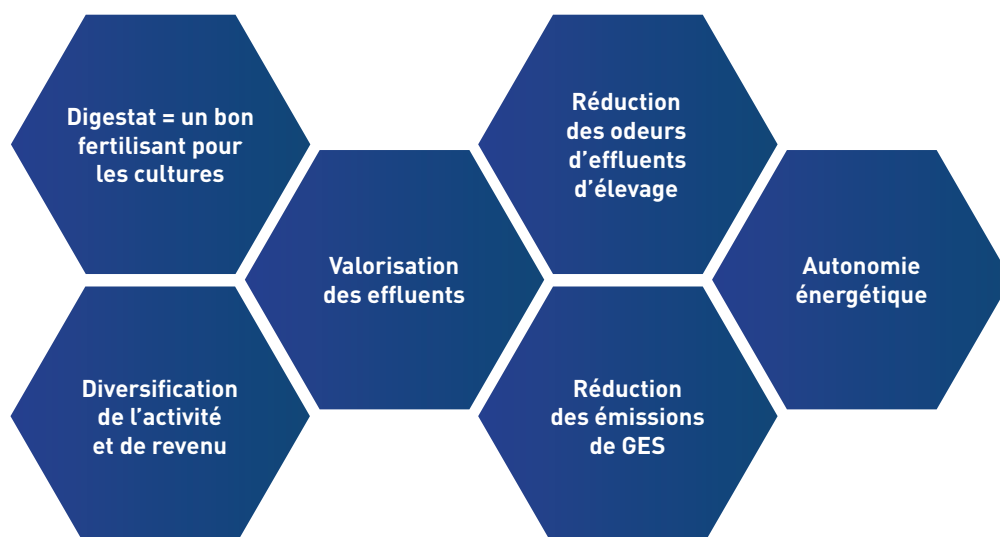 Digestat = un bon
fertilisant pour
les cultures
Réduction
des odeurs
d’effluents
d’élevage
Valorisation
des effluents
Autonomie
énergétique
Diversification
de l’activité
et de revenu
Réduction
des émissions
de GES